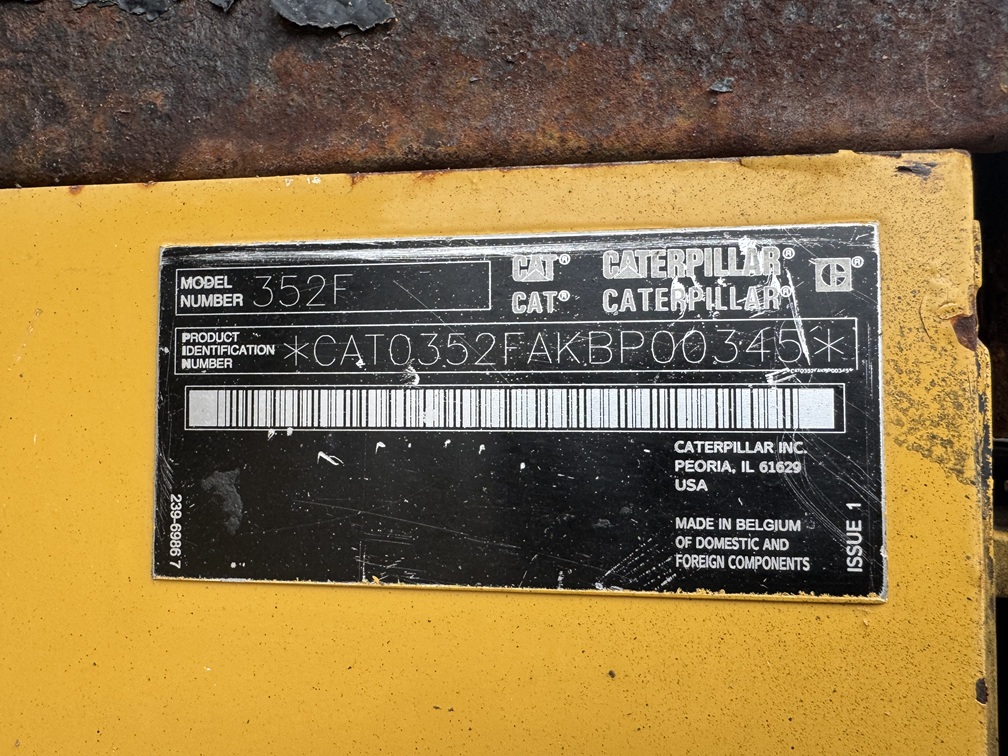 MODEL
NUMBER 352F
CAT® CATERPILLAR® C®
CAT® CATERPILLAR®
PRODUCT
IDENTIFICATION
NUMBER
*CAT0352FAKBP00345*
CAT0352FAKBP00345
CATERPILLAR INC.
PEORIA, IL 61629
USA
MADE IN BELGIUM
OF DOMESTIC AND
FOREIGN COMPONENTS
239-6986 7
ISSUE 1